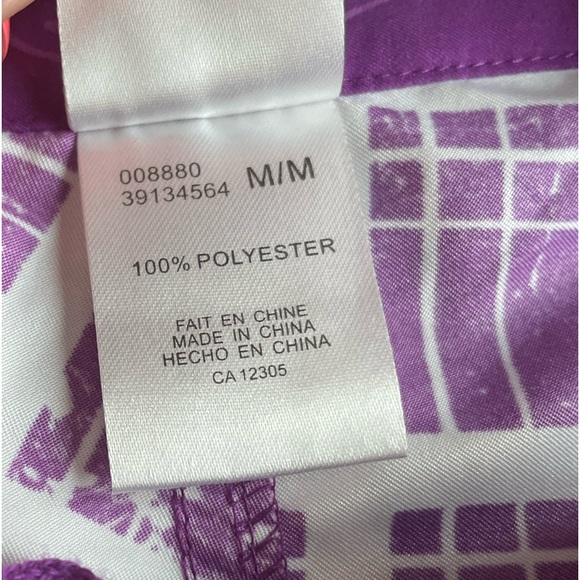 008880 M/M
39134564
100% POLYESTER
FAIT EN CHINE
MADE IN CHINA
HECHO EN CHINA
CA 12305